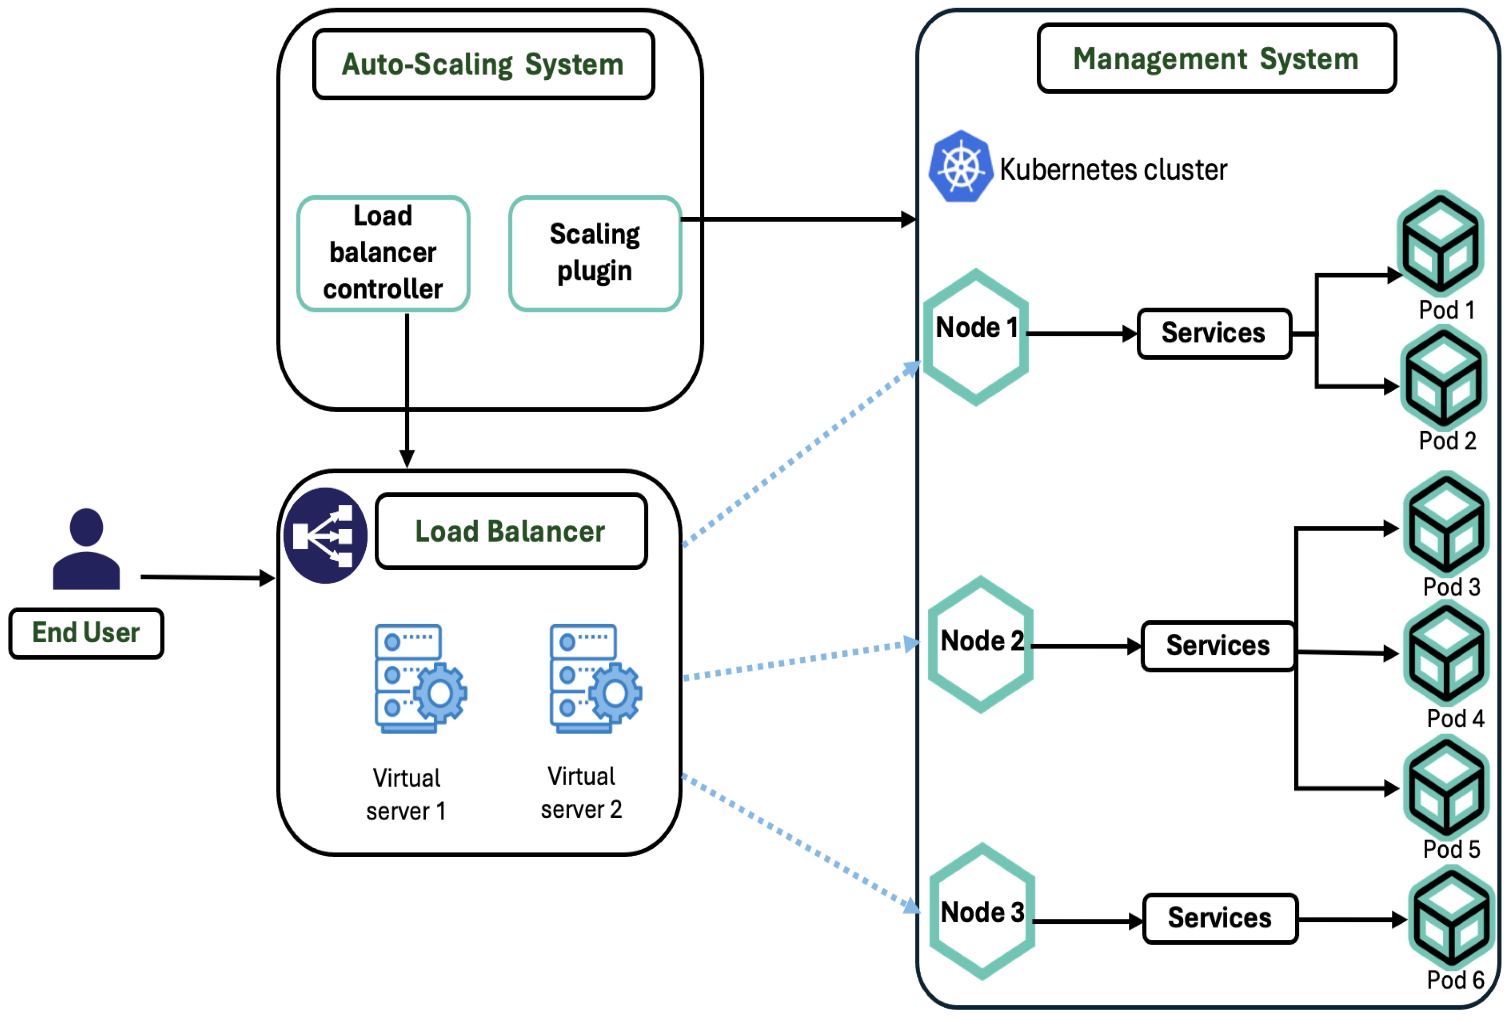 Auto-Scaling System
Load
balancer
controller
Scaling
plugin
End User
Load Balancer
Virtual
server 1
Virtual
server 2
Management System
Kubernetes cluster
Node 1
Services
Pod 1
Pod 2
Node 2
Services
Pod 3
Pod 4
Pod 5
Node 3
Services
Pod 6